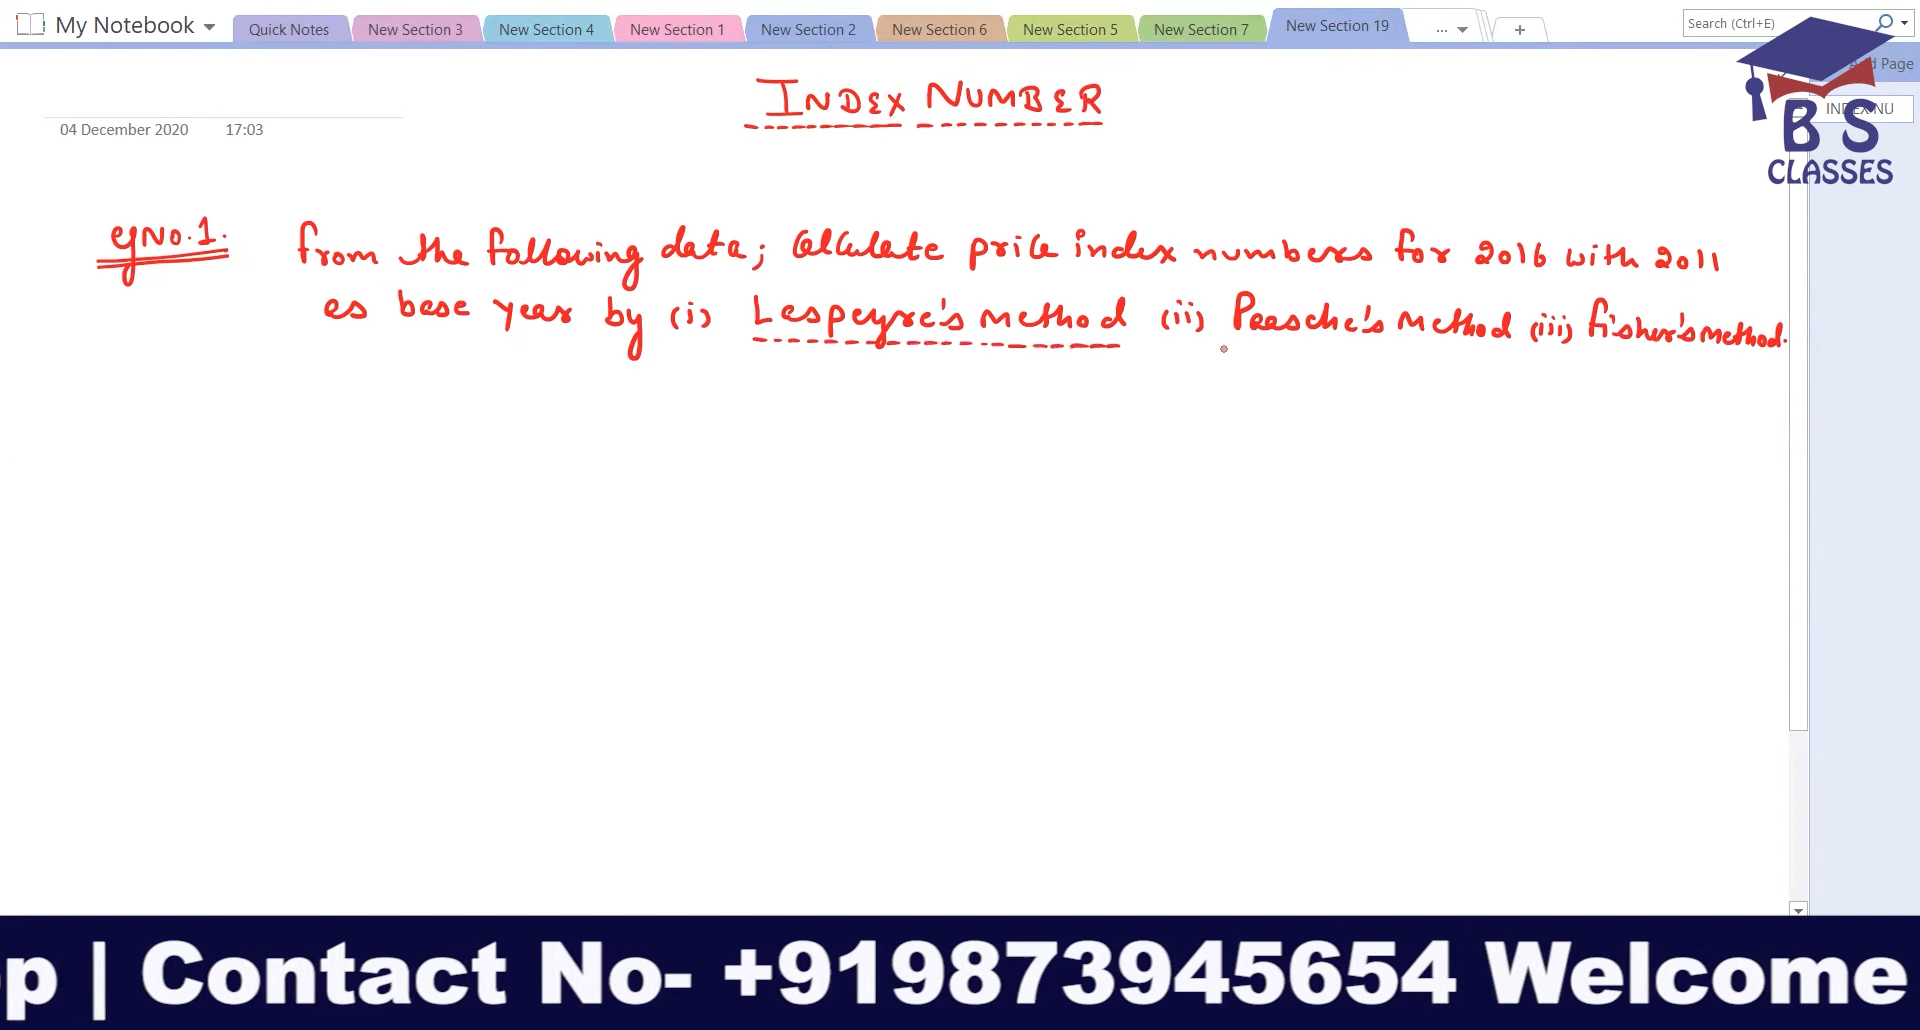 My Notebook
Quick Notes
New Section 3
New Section 4
New Section 1
New Section 2
New Section 6
New Section 5
New Section 7
New Section 19
...
+
Search (Ctrl+E)
d Page
INDEX NU
B S
CLASSES
INDEX NUMBER
04 December 2020 17:03
eg No. 1. from the following data; calculate price index numbers for 2016 with 2011
as base year by (i) Laspeyre's method (ii) Paasche's Method (iii) fisher's method.
p | Contact No- +919873945654 Welcome